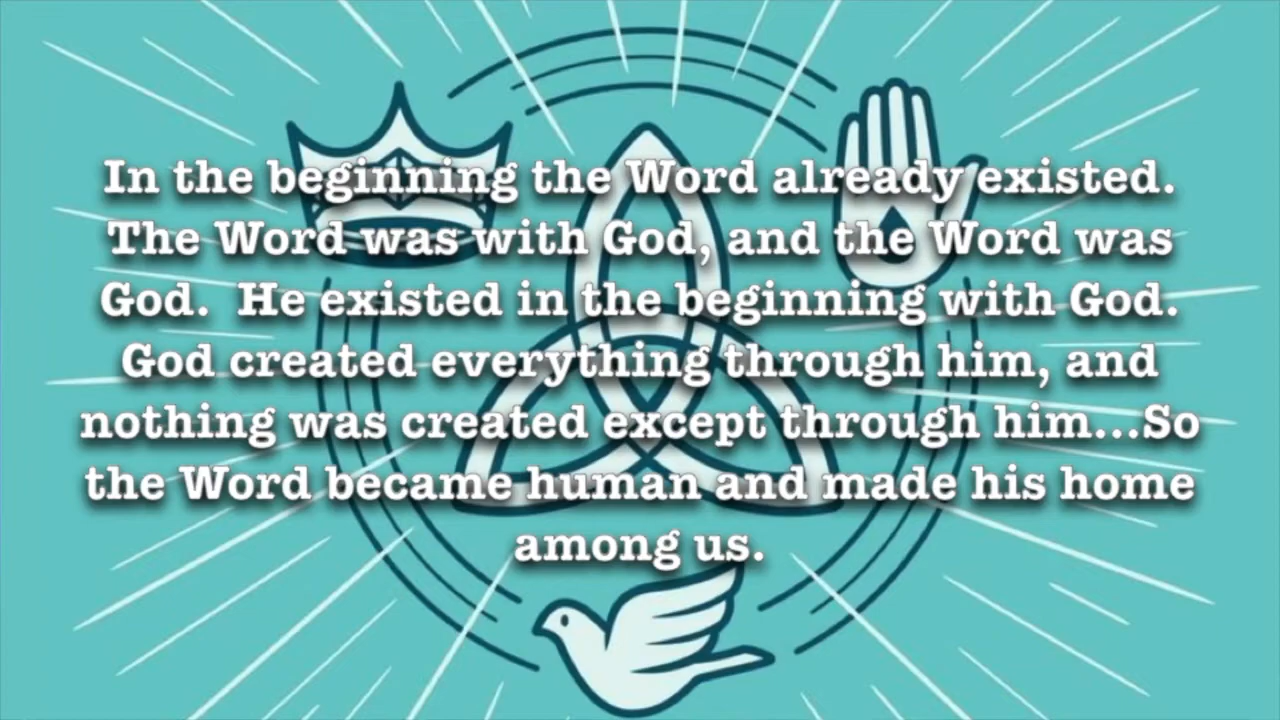 In the beginning the Word already existed.
The Word was with God, and the Word was
God.  He existed in the beginning with God.
God created everything through him, and
nothing was created except through him...So
the Word became human and made his home
among us.